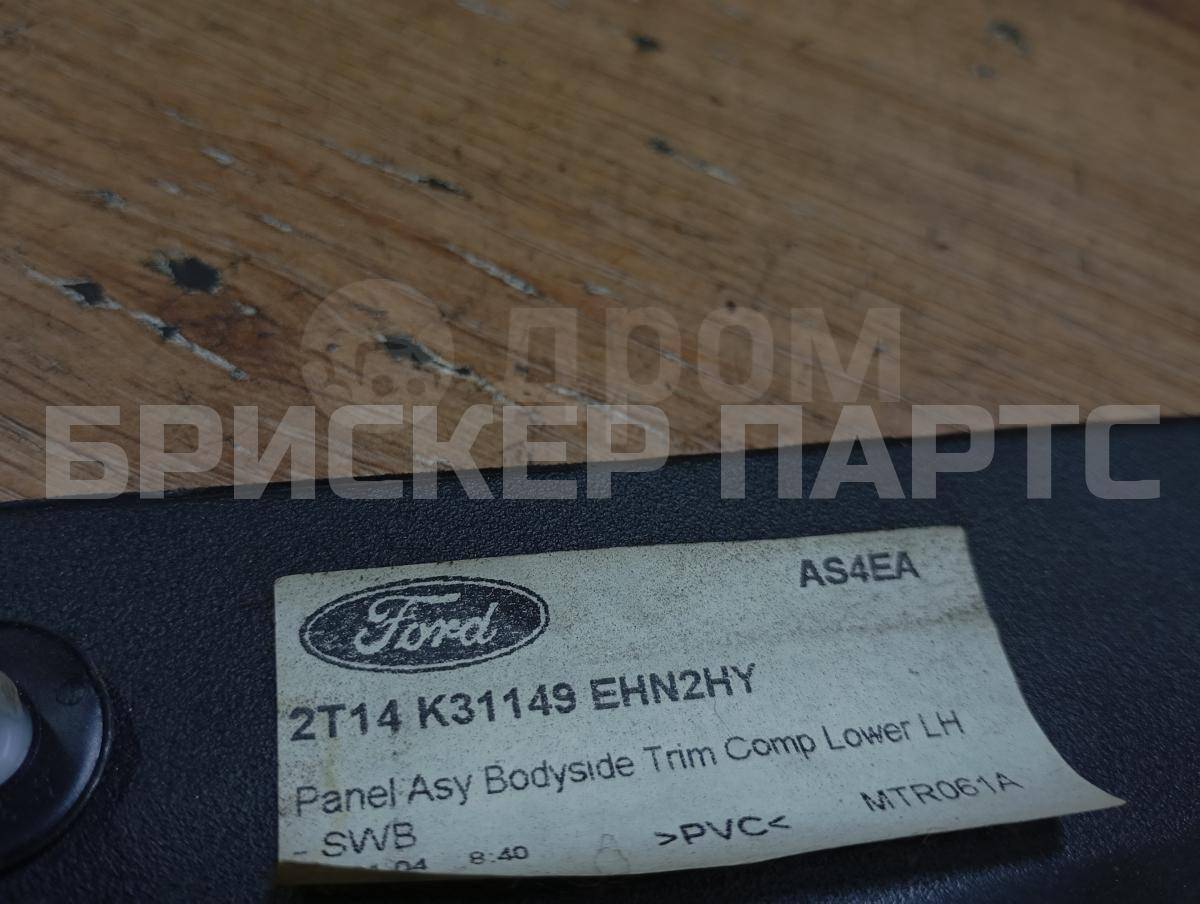 дром
БРИСКЕР ПАРТС
AS4EA
Ford
2T14 K31149 EHN2HY
Panel Asy Bodyside Trim Comp Lower LH
- SWB
MTR061A
04 8:40 >PVC<